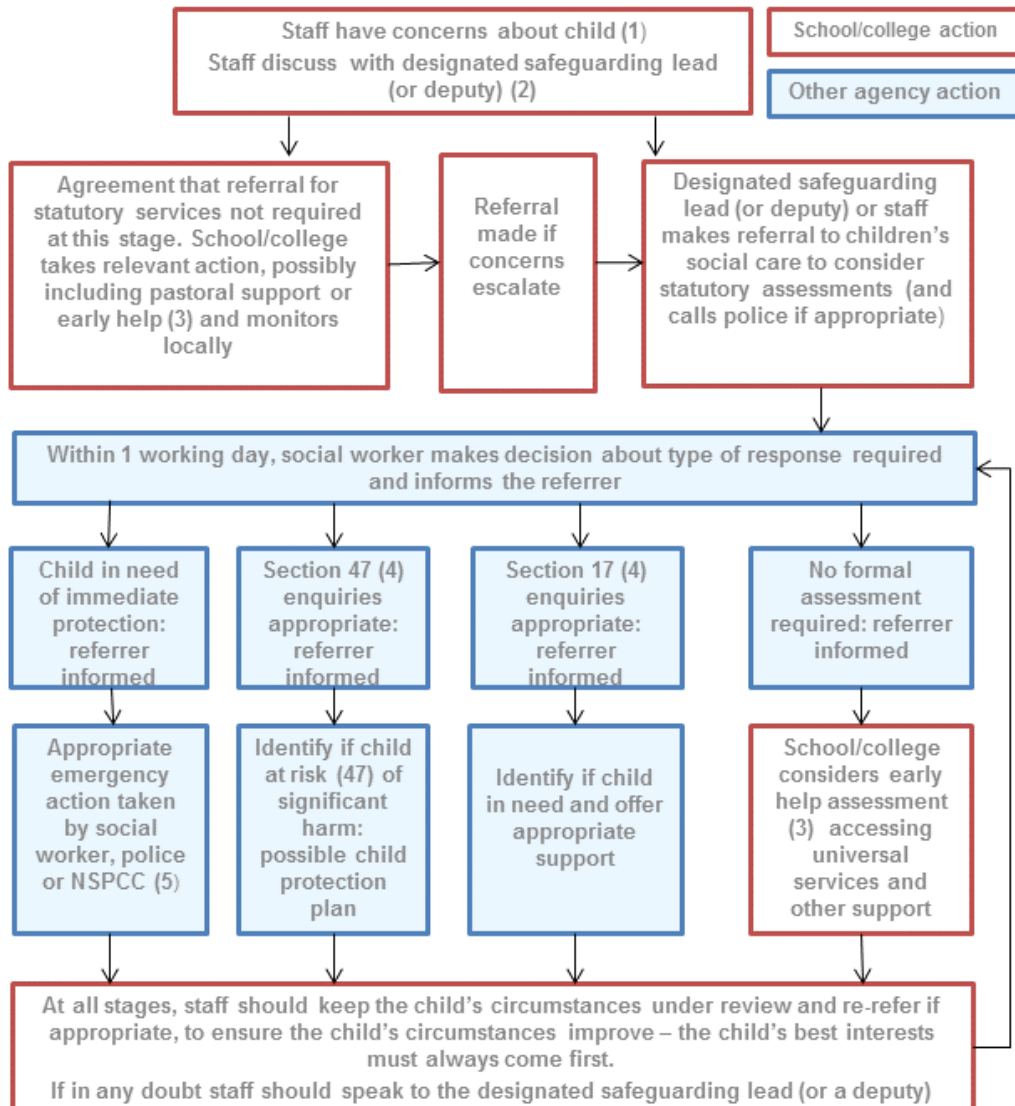 Staff have concerns about child (1)
Staff discuss with designated safeguarding lead
(or deputy) (2)
School/college action
Other agency action
Agreement that referral for
statutory services not required
at this stage. School/college
takes relevant action, possibly
including pastoral support or
early help (3) and monitors
locally
Referral
made if
concerns
escalate
Designated safeguarding
lead (or deputy) or staff
makes referral to children’s
social care to consider
statutory assessments (and
calls police if appropriate)
Within 1 working day, social worker makes decision about type of response required
and informs the referrer
Child in need
of immediate
protection:
referrer
informed
Section 47 (4)
enquiries
appropriate:
referrer
informed
Section 17 (4)
enquiries
appropriate:
referrer
informed
No formal
assessment
required: referrer
informed
Appropriate
emergency
action taken
by social
worker, police
or NSPCC (5)
Identify if child
at risk (47) of
significant
harm:
possible child
protection
plan
Identify if child
in need and offer
appropriate
support
School/college
considers early
help assessment
(3) accessing
universal
services and
other support
At all stages, staff should keep the child’s circumstances under review and re-refer if
appropriate, to ensure the child’s circumstances improve – the child’s best interests
must always come first.
If in any doubt staff should speak to the designated safeguarding lead (or a deputy)